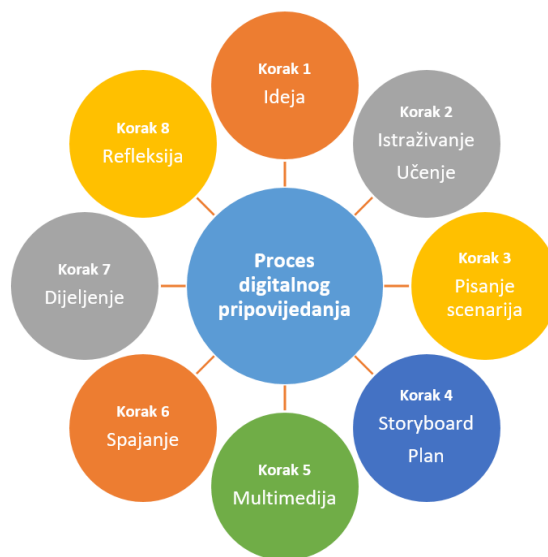 Korak 1
Ideja
Korak 2
Istraživanje
Učenje
Korak 3
Pisanje
scenarija
Korak 4
Storyboard
Plan
Korak 5
Multimedija
Korak 6
Spajanje
Korak 7
Dijeljenje
Korak 8
Refleksija
Proces
digitalnog
pripovijedanja